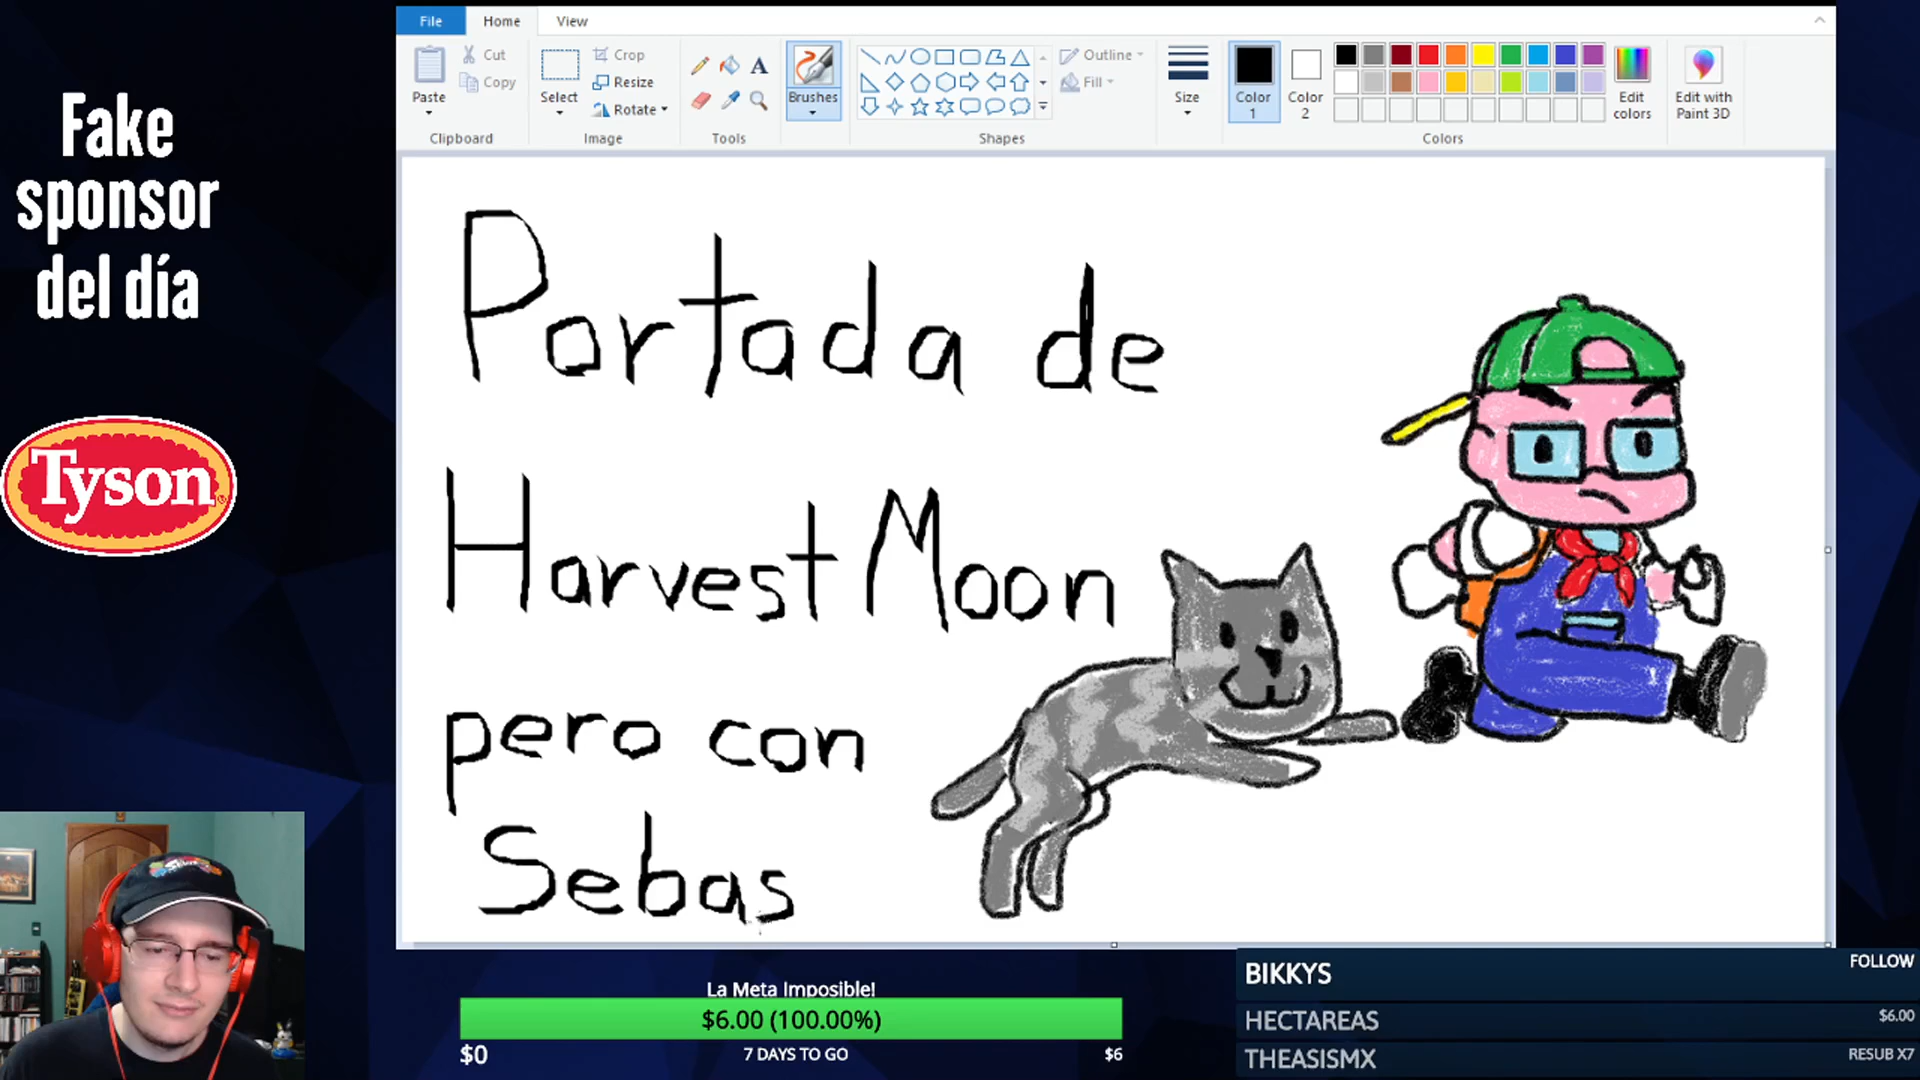 Fake
sponsor
del día
Tyson
File
Home
View
Paste
Cut
Copy
Clipboard
Select
Crop
Resize
Rotate
Image
A
Tools
Brushes
Shapes
Outline
Fill
Size
Color
1
Color
2
Edit
colors
Colors
Edit with
Paint 3D
Portada de
Harvest Moon
pero con
Sebas
La Meta Imposible!
$6.00 (100.00%)
$0
7 DAYS TO GO
$6
BIKKYS
FOLLOW
HECTAREAS
$6.00
THEASISMX
RESUB X7